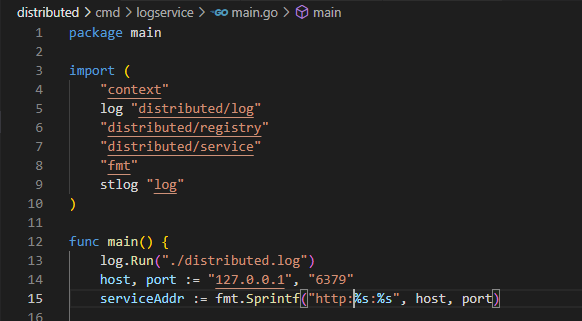 distributed > cmd > logservice > main.go > main
1 package main
2
3 import (
4 "context"
5 log "distributed/log"
6 "distributed/registry"
7 "distributed/service"
8 "fmt"
9 stlog "log"
10 )
11
12 func main() {
13 log.Run("./distributed.log")
14 host, port := "127.0.0.1", "6379"
15 serviceAddr := fmt.Sprintf("http:%s:%s", host, port)
16